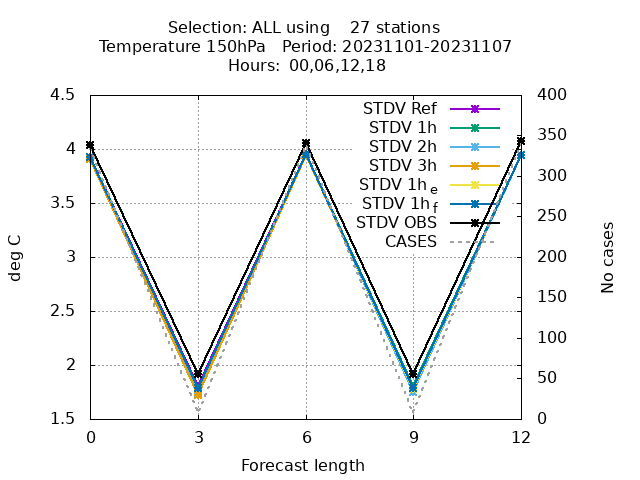 Selection: ALL using    27 stations
Temperature 150hPa   Period: 20231101-20231107
Hours: 00,06,12,18
4.5
4
3.5
3
2.5
2
1.5
deg C
400
350
300
250
200
150
100
50
0
No cases
STDV Ref
STDV 1h
STDV 2h
STDV 3h
STDV 1h e
STDV 1h f
STDV OBS
CASES
0 3 6 9 12
Forecast length